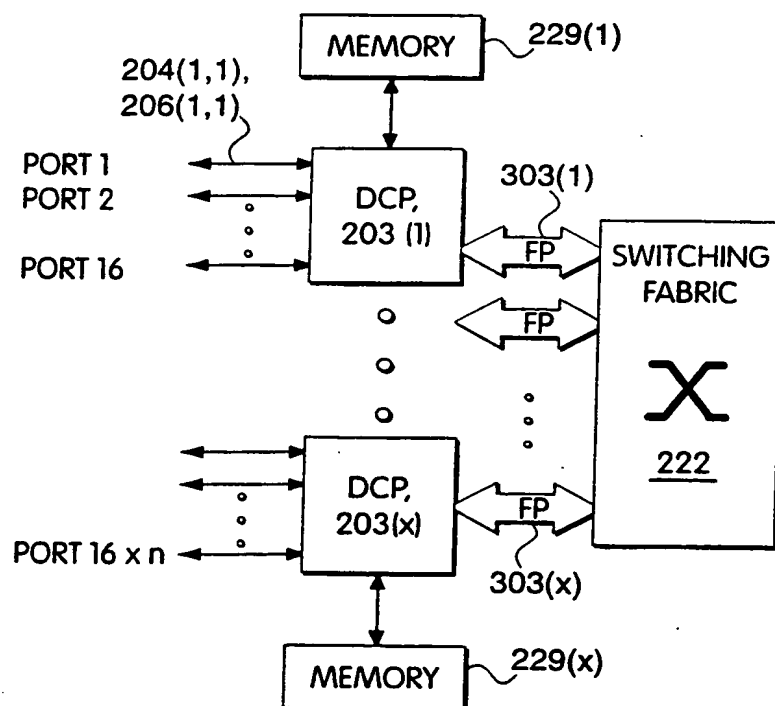 MEMORY
229(1)
204(1,1),
206(1,1)
PORT 1
PORT 2
PORT 16
DCP,
203 (1)
303(1)
FP
FP
SWITCHING
FABRIC
222
DCP,
203(x)
FP
303(x)
PORT 16 x n
MEMORY
229(x)